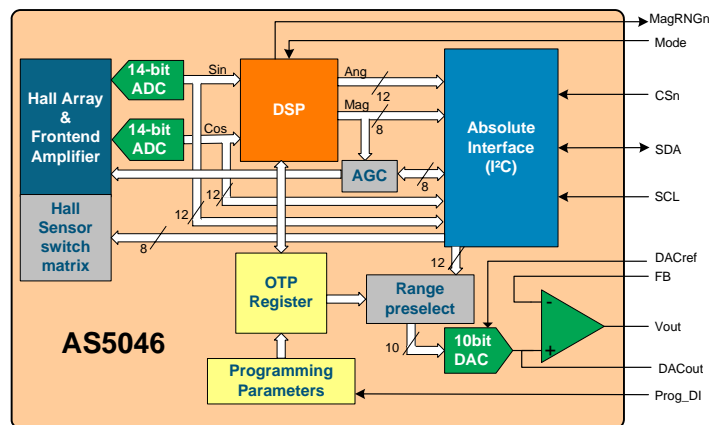 MagRNGn
Mode
Hall Array
&
Frontend
Amplifier
14-bit
ADC
Sin
DSP
Ang
12
Mag
8
Absolute
Interface
(I²C)
CSn
14-bit
ADC
Cos
SDA
AGC
8
SCL
Hall
Sensor
switch
matrix
12
12
8
12
DACref
FB
OTP
Register
Range
preselect
-
+
Vout
AS5046
10
10bit
DAC
DACout
Programming
Parameters
Prog_DI